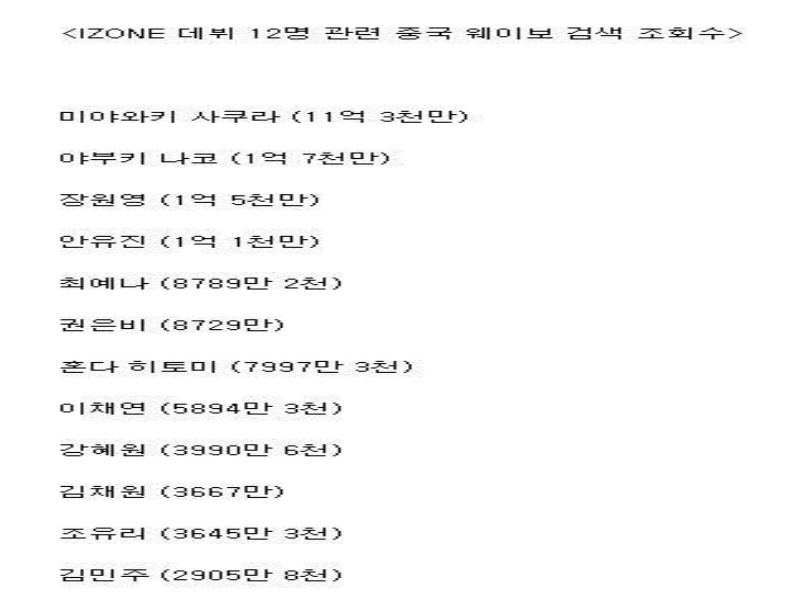 <IZONE 데뷔 12명 관련 중국 웨이보 검색 조회수>
미야와키 사쿠라 (11억 3천만)
야부키 나코 (1억 7천만)
장원영 (1억 5천만)
안유진 (1억 1천만)
최예나 (8789만 2천)
권은비 (8729만)
혼다 히토미 (7997만 3천)
이채연 (5894만 3천)
강혜원 (3990만 6천)
김채원 (3667만)
조유리 (3645만 3천)
김민주 (2905만 8천)